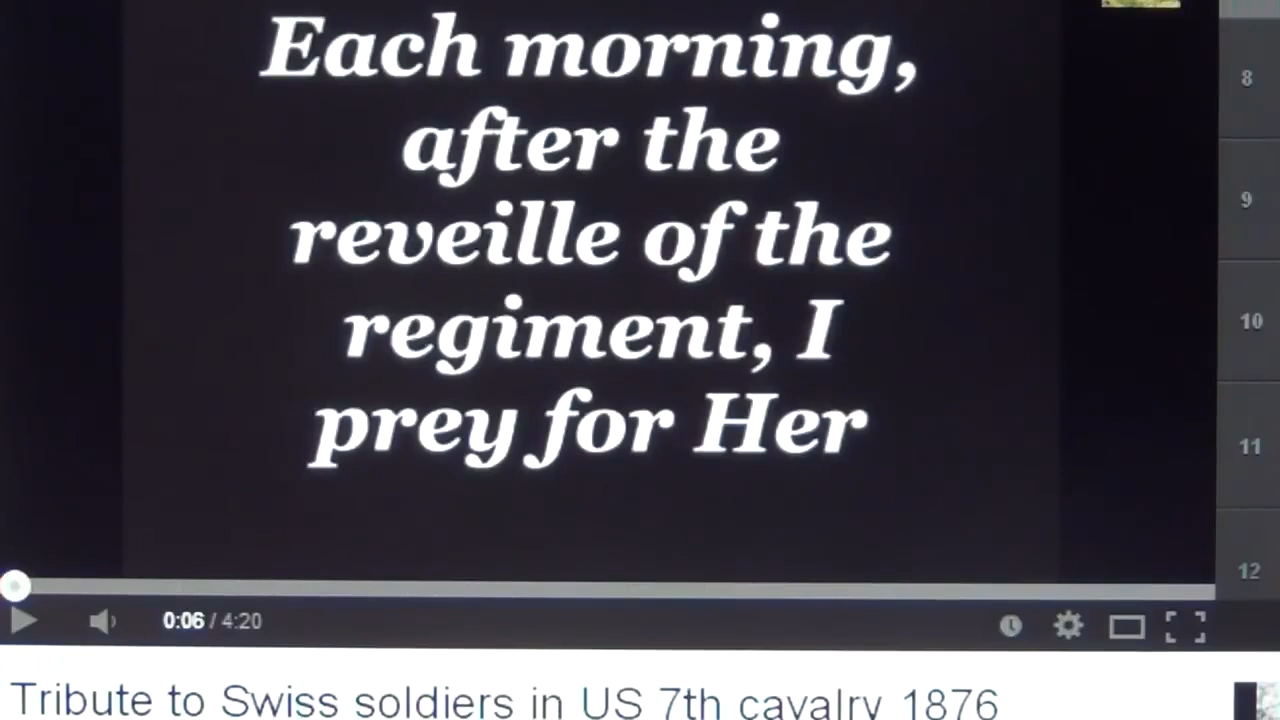 Each morning,
after the
reveille of the
regiment, I
prey for Her
8
9
10
11
12
0:06 / 4:20
Tribute to Swiss soldiers in US 7th cavalry 1876